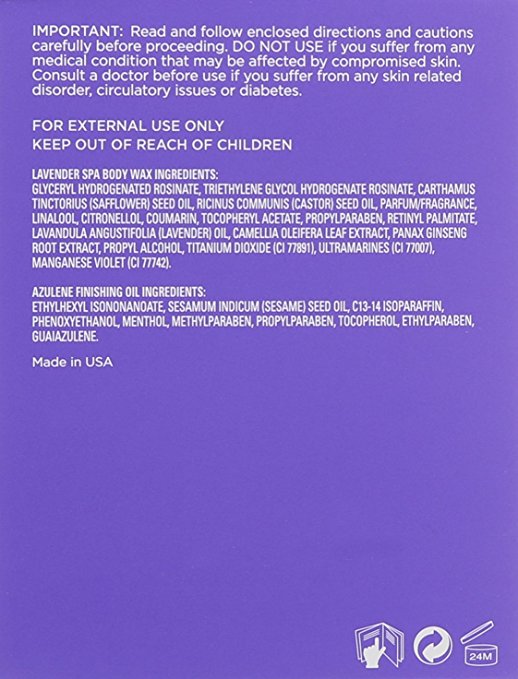 IMPORTANT: Read and follow enclosed directions and cautions
carefully before proceeding. DO NOT USE if you suffer from any
medical condition that may be affected by compromised skin.
Consult a doctor before use if you suffer from any skin related
disorder, circulatory issues or diabetes.
FOR EXTERNAL USE ONLY
KEEP OUT OF REACH OF CHILDREN
LAVENDER SPA BODY WAX INGREDIENTS:
GLYCERYL HYDROGENATED ROSINATE, TRIETHYLENE GLYCOL HYDROGENATE ROSINATE, CARTHAMUS
TINCTORIUS (SAFFLOWER) SEED OIL, RICINUS COMMUNIS (CASTOR) SEED OIL, PARFUM/FRAGRANCE,
LINALOOL, CITRONELLOL, COUMARIN, TOCOPHERYL ACETATE, PROPYLPARABEN, RETINYL PALMITATE,
LAVANDULA ANGUSTIFOLIA (LAVENDER) OIL, CAMELLIA OLEIFERA LEAF EXTRACT, PANAX GINSENG
ROOT EXTRACT, PROPYL ALCOHOL, TITANIUM DIOXIDE (CI 77891), ULTRAMARINES (CI 77007),
MANGANESE VIOLET (CI 77742).
AZULENE FINISHING OIL INGREDIENTS:
ETHYLHEXYL ISONONANOATE, SESAMUM INDICUM (SESAME) SEED OIL, C13-14 ISOPARAFFIN,
PHENOXYETHANOL, MENTHOL, METHYLPARABEN, PROPYLPARABEN, TOCOPHEROL, ETHYLPARABEN,
GUAIAZULENE.
Made in USA
24M